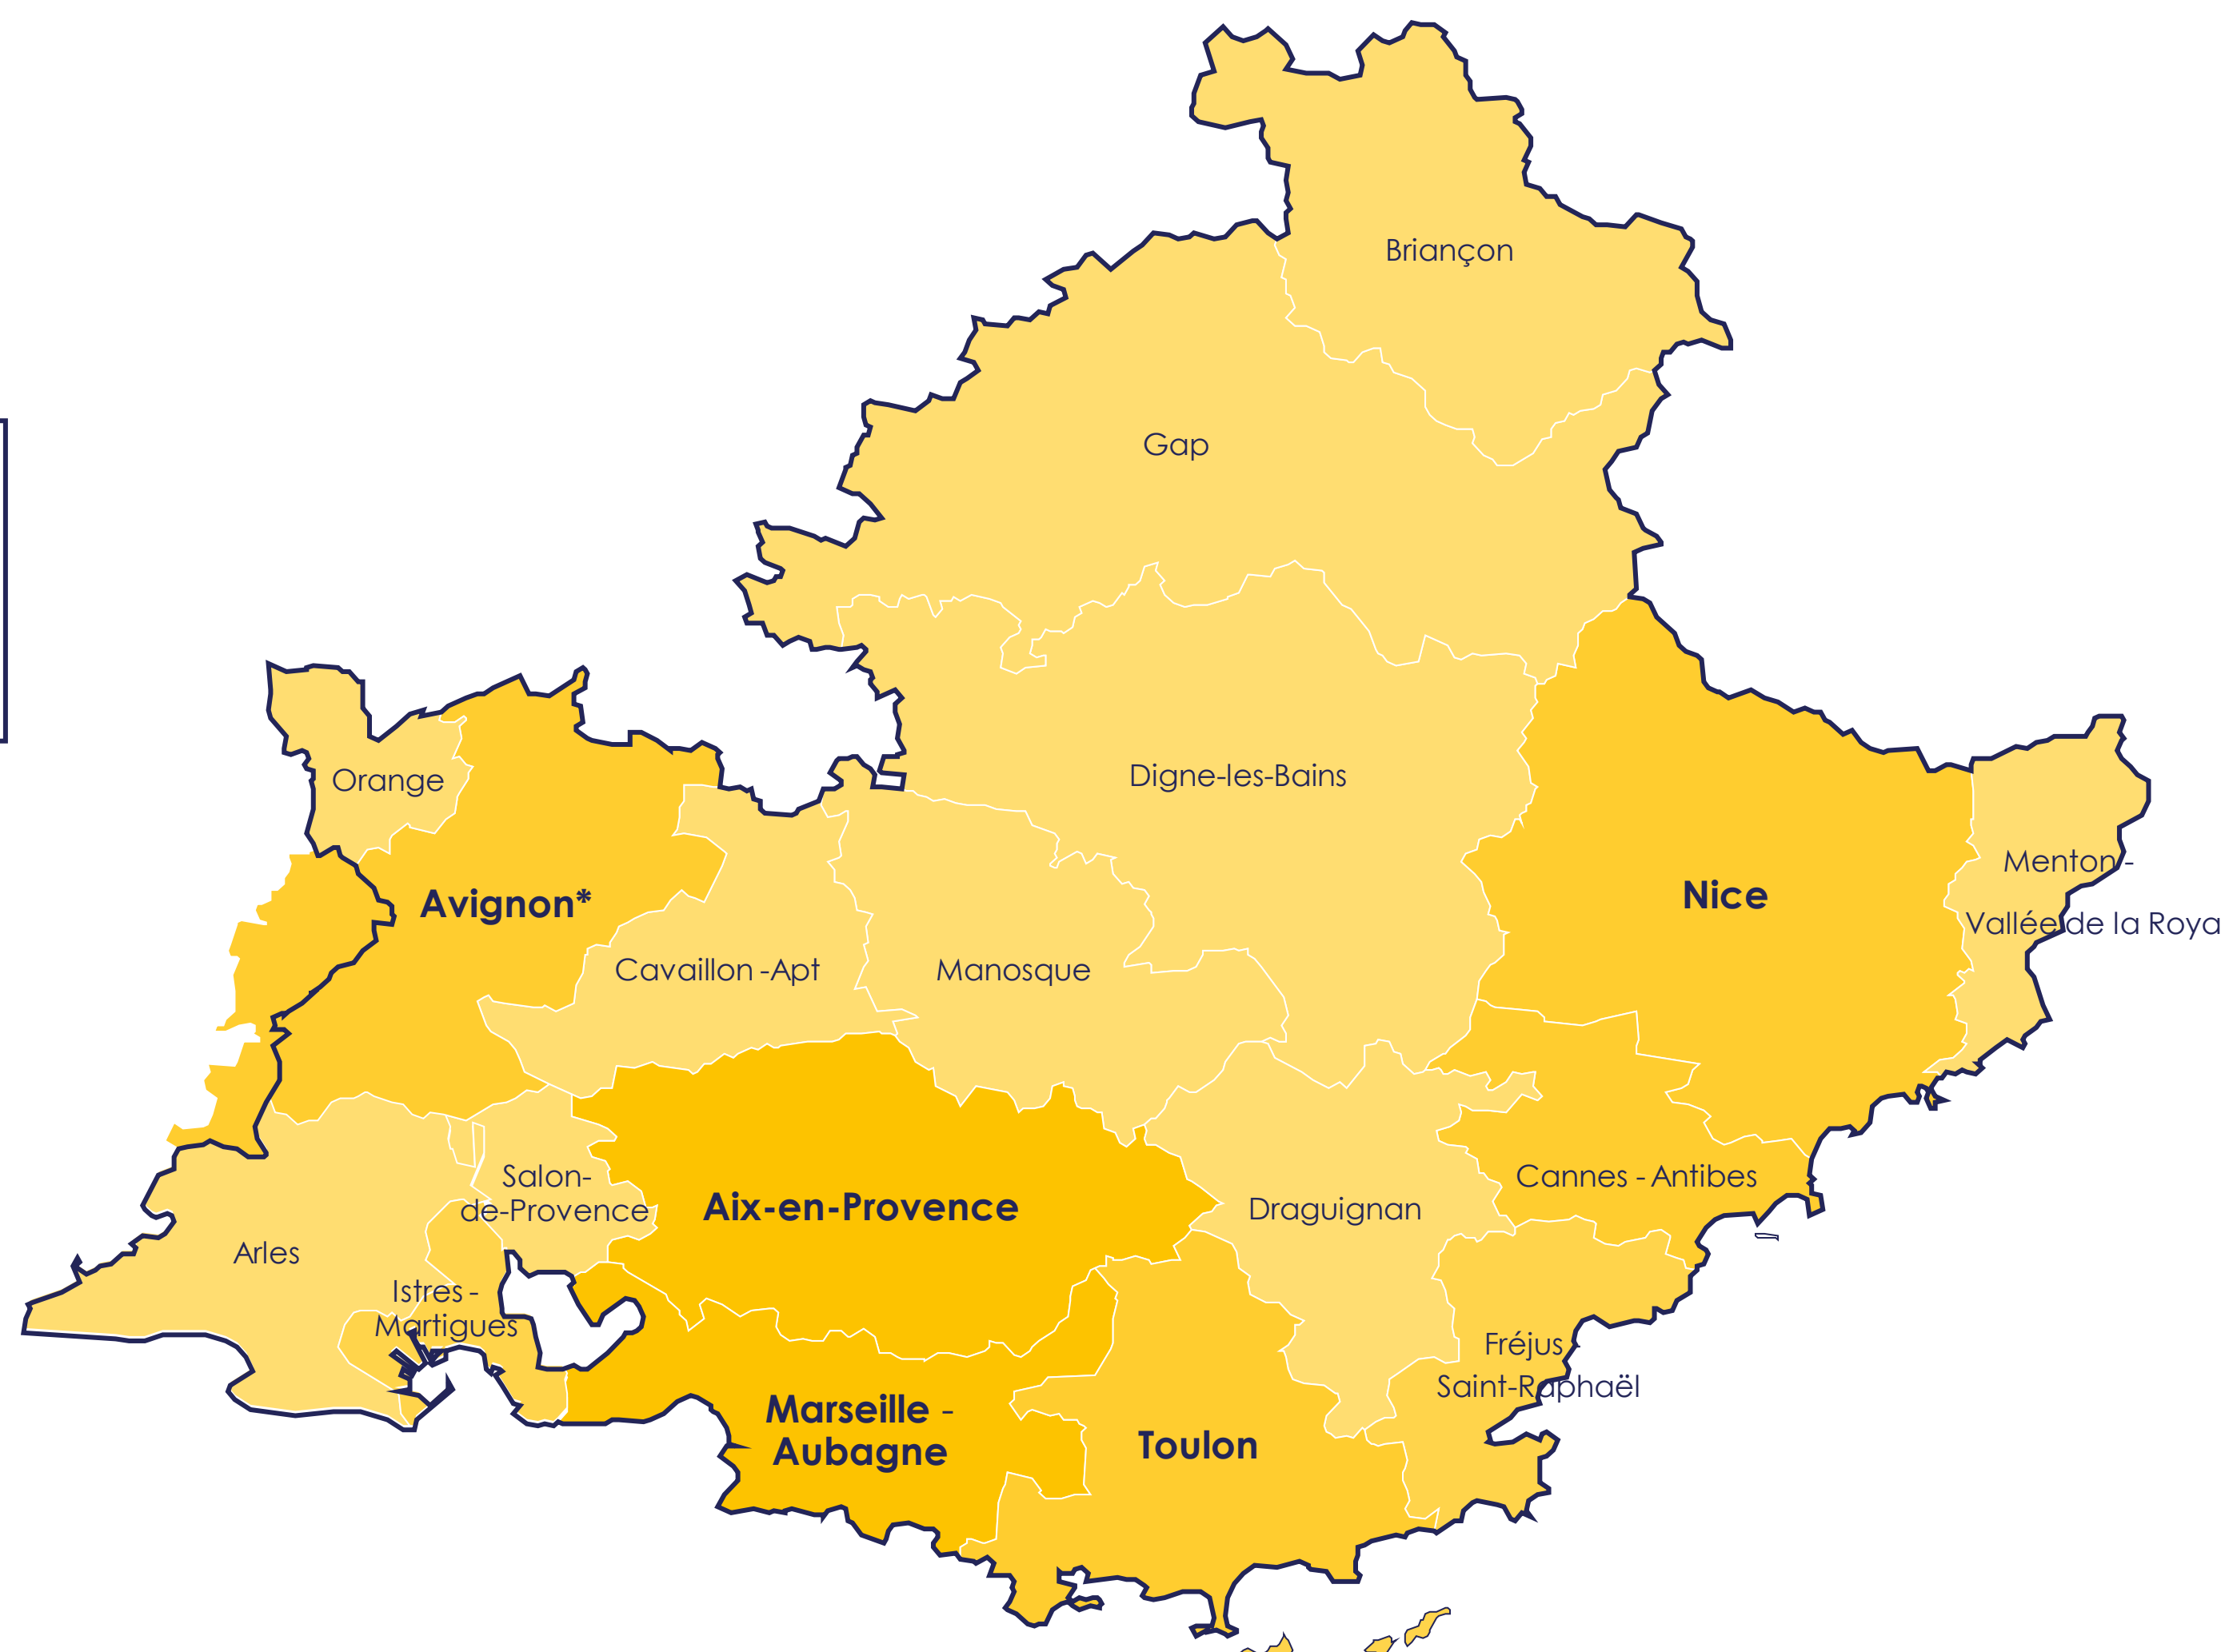 Briançon
Gap
Orange
Digne-les-Bains
Menton -
Vallée de la Roya
Avignon*
Nice
Cavaillon -Apt
Manosque
Salon-
de-Provence
Aix-en-Provence
Draguignan
Cannes - Antibes
Arles
Istres -
Martigues
Fréjus -
Saint-Raphaël
Marseille -
Aubagne
Toulon